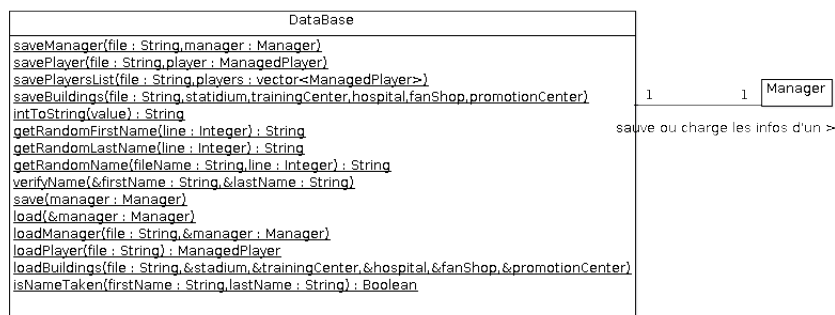 DataBase
saveManager(file : String,manager : Manager)
savePlayer(file : String,player : ManagedPlayer)
savePlayersList(file : String,players : vector<ManagedPlayer>)
saveBuildings(file : String,statidium,trainingCenter,hospital,fanShop,promotionCenter)
intToString(value) : String
getRandomFirstName(line : Integer) : String
getRandomLastName(line : Integer) : String
getRandomName(fileName : String,line : Integer) : String
verifyName(&firstName : String,&lastName : String)
save(manager : Manager)
load(&manager : Manager)
loadManager(file : String,&manager : Manager)
loadPlayer(file : String) : ManagedPlayer
loadBuildings(file : String,&stadium,&trainingCenter,&hospital,&fanShop,&promotionCenter)
isNameTaken(firstName : String,lastName : String) : Boolean
1 1
Manager
sauve ou charge les infos d'un >